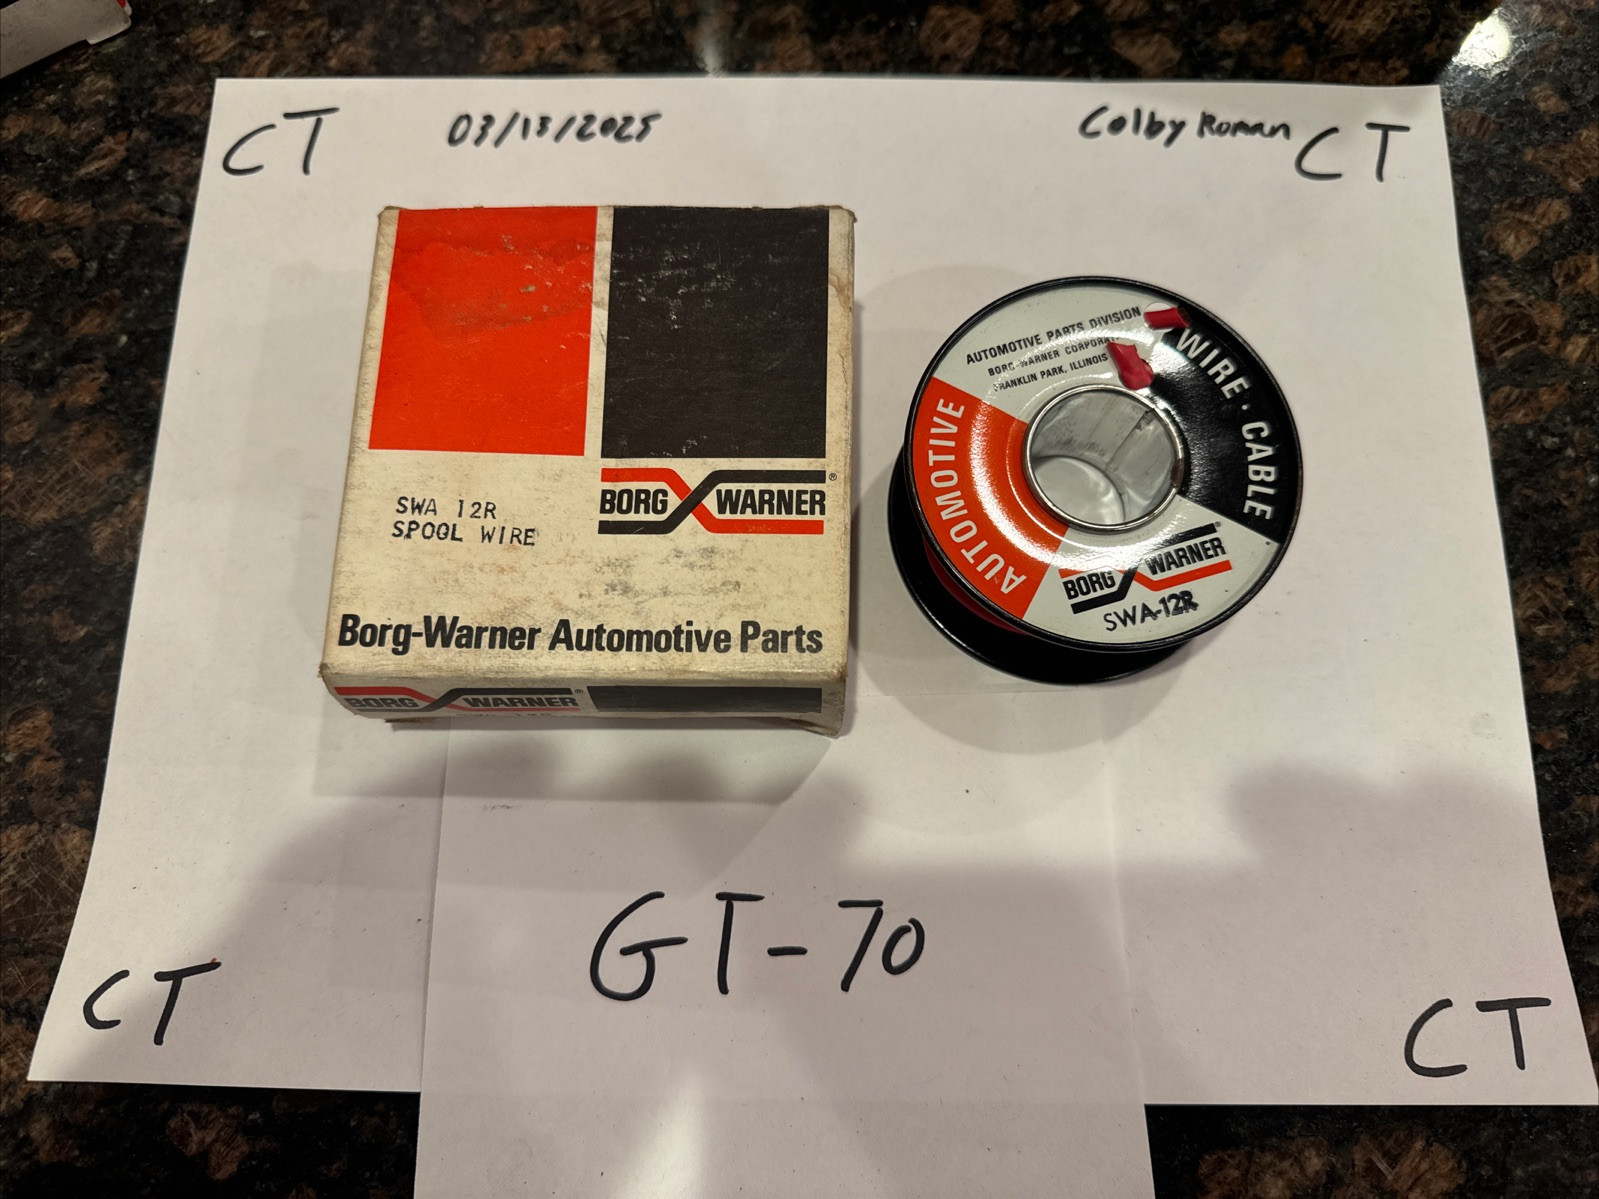 CT
03/13/2025
Colby Roman
CT
SWA 12R
SPOOL WIRE
BORG WARNER®
Borg-Warner Automotive Parts
BORG WARNER®
AUTOMOTIVE PARTS DIVISION
BORG-WARNER
FRANKLIN PARK, ILLINOIS
WIRE · CABLE
AUTOMOTIVE
BORG WARNER®
SWA-12R
GT-70
CT
CT